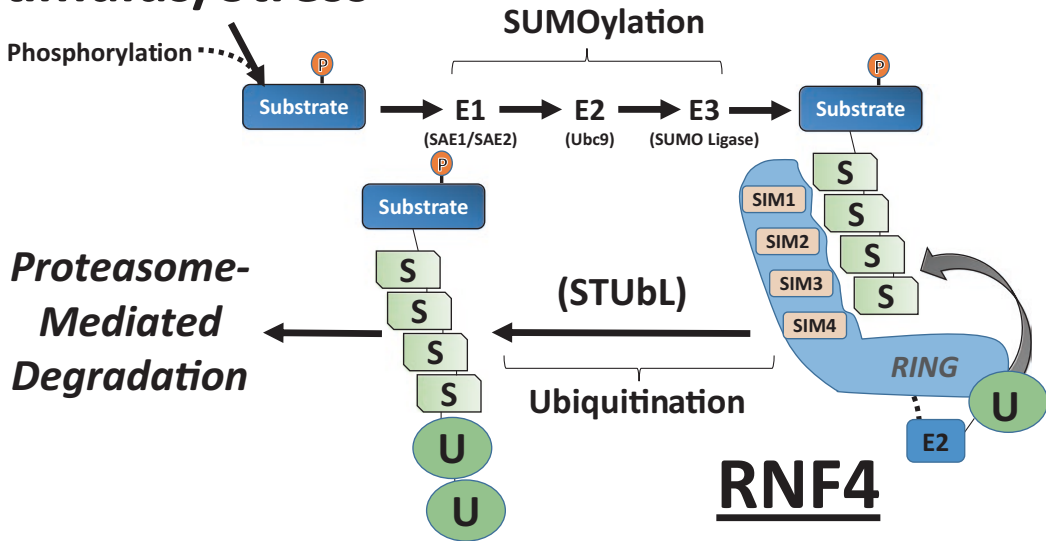 Phosphorylation
P
Substrate
SUMOylation
E1
(SAE1/SAE2)
E2
(Ubc9)
E3
(SUMO Ligase)
P
Substrate
S
S
S
S
SIM1
SIM2
SIM3
SIM4
RING
U
E2
RNF4
(STUbL)
Ubiquitination
P
Substrate
S
S
S
S
U
U
Proteasome-
Mediated
Degradation